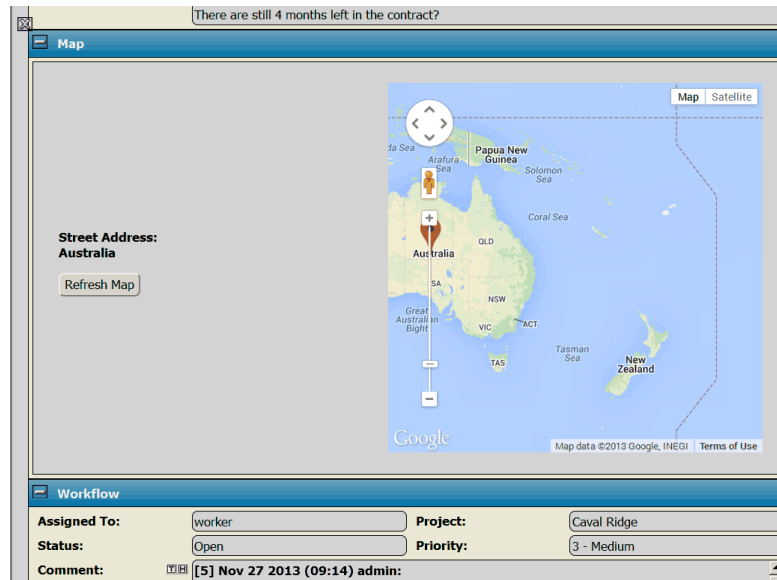 There are still 4 months left in the contract?
Map
Map Satellite
da Sea
Arafura
Sea
Papua New
Guinea
Solomon
Sea
Coral Sea
Street Address:
Australia
Refresh Map
QLD
Australia
SA
NSW
Great
Australian
Bight
VIC
ACT
TAS
Tasman
Sea
New
Zealand
Google
Map data ©2013 Google, INEGI Terms of Use
Workflow
Assigned To: worker Project: Caval Ridge
Status: Open Priority: 3 - Medium
Comment: T H [5] Nov 27 2013 (09:14) admin: